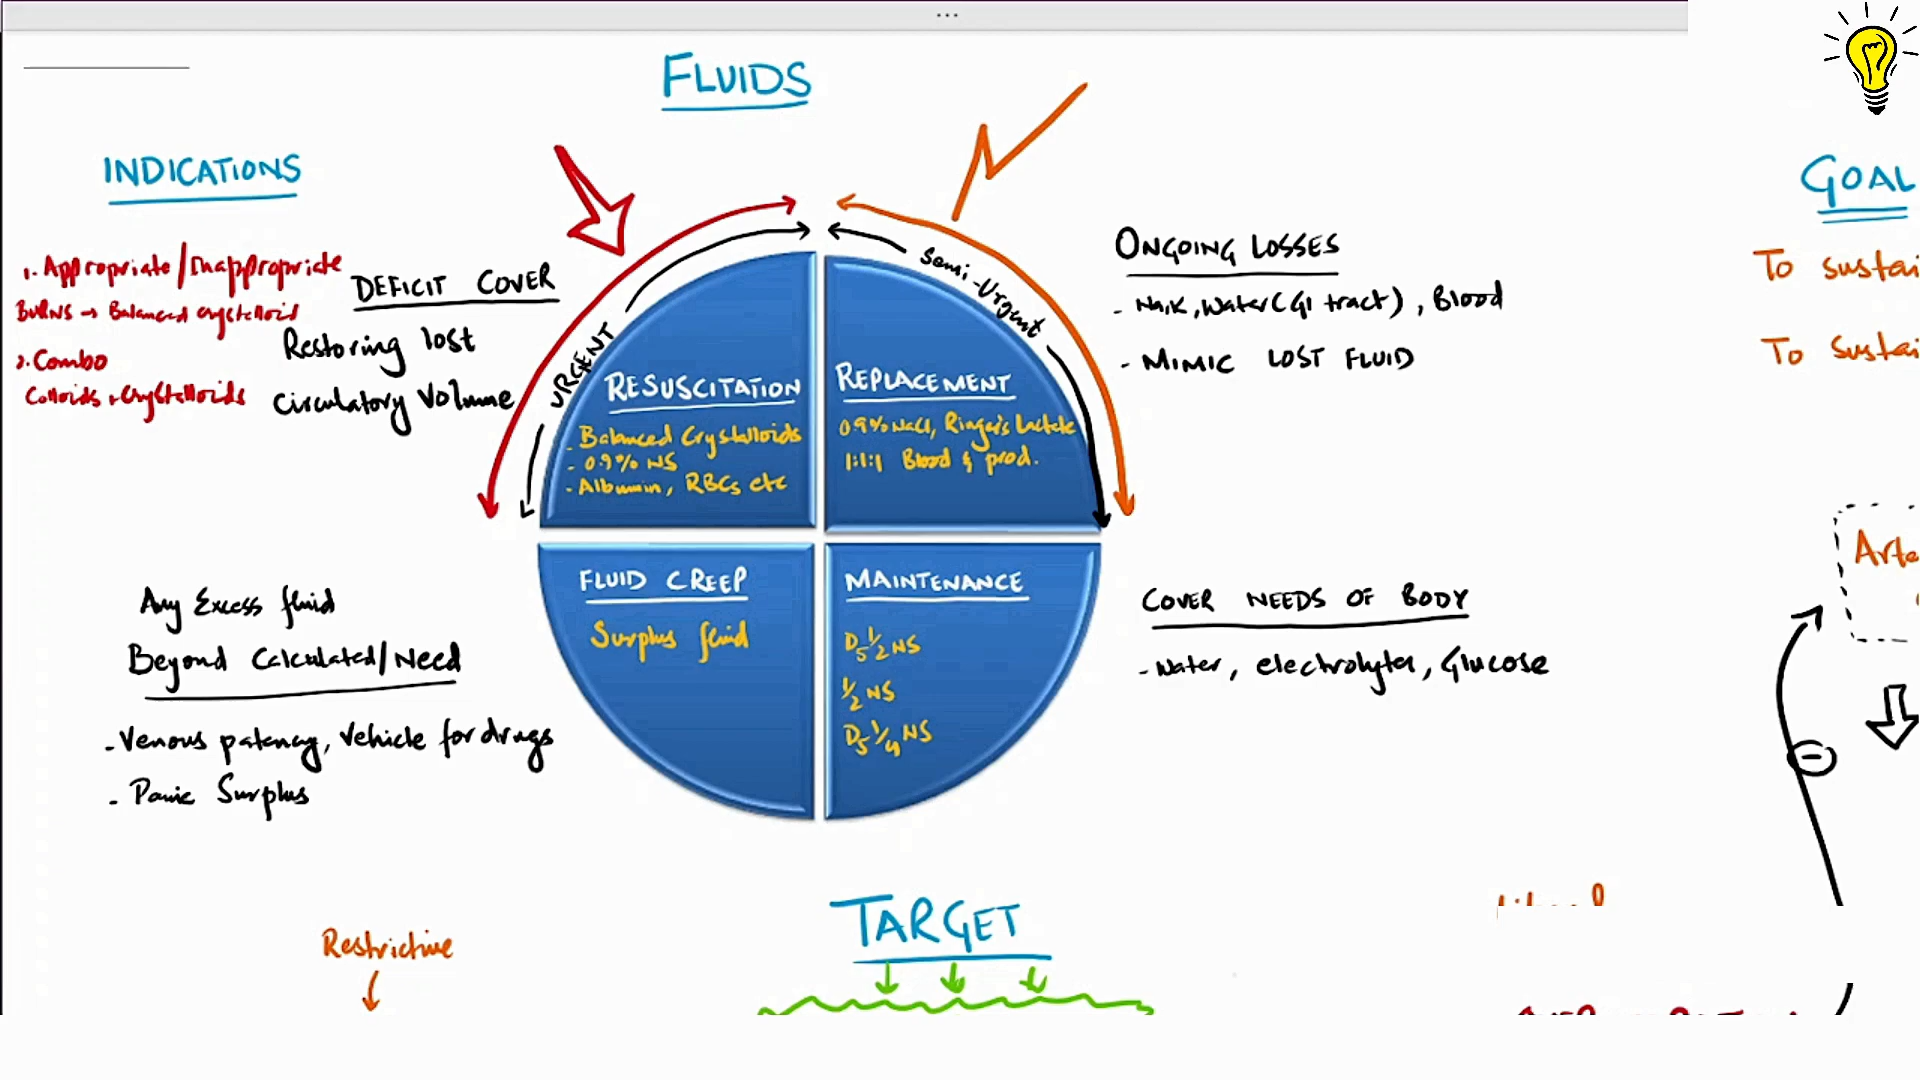 ...
FLUIDS
INDICATIONS
GOAL
1. Appropriate/Inappropriate
BURNS → Balanced crystalloid
2. Combo
Colloids + Crystalloids
DEFICIT COVER
Restoring lost
Circulatory Volume
URGENT
Semi-Urgent
ONGOING LOSSES
- Na,K, Water (GI tract), Blood
- MIMIC LOST FLUID
To sustai
To sustai
RESUSCITATION
- Balanced Crystalloids
- 0.9% NS
- Albumin, RBCs etc
REPLACEMENT
0.9% NaCl, Ringer's Lactate
1:1:1 Blood & prod.
FLUID CREEP
Surplus fluid
MAINTENANCE
D5 1/2 NS
1/2 NS
D5 1/4 NS
Any Excess fluid
Beyond Calculated/Need
- Venous patency, Vehicle for drugs
- Panic Surplus
COVER NEEDS OF BODY
- Water, electrolytes, Glucose
Arte
TARGET
Restrictive